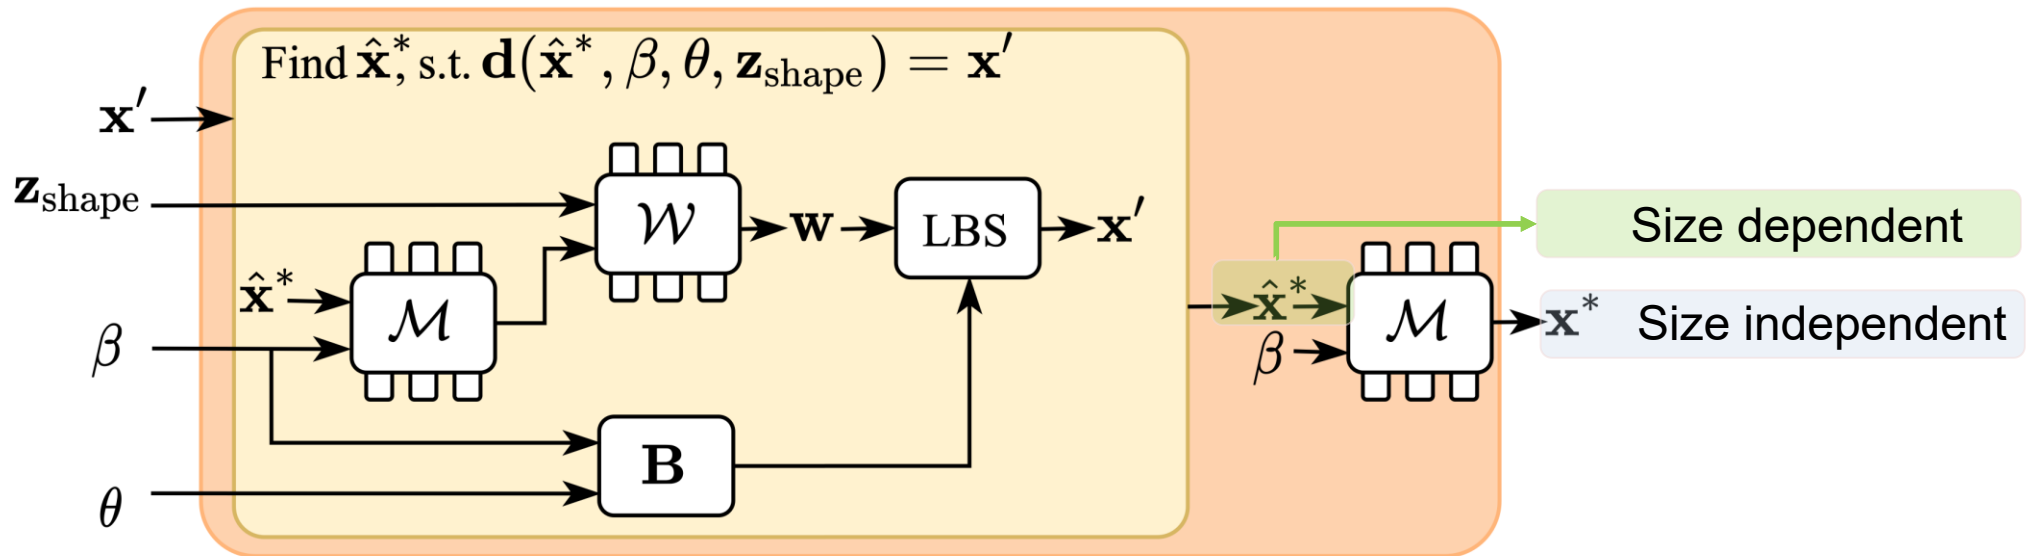 Find x̂*, s.t. d(x̂*, β, θ, z_shape) = x′
x′
z_shape
W
w
LBS
x′
Size dependent
x̂*
M
x̂*
M
x*
Size independent
β
β
B
θ